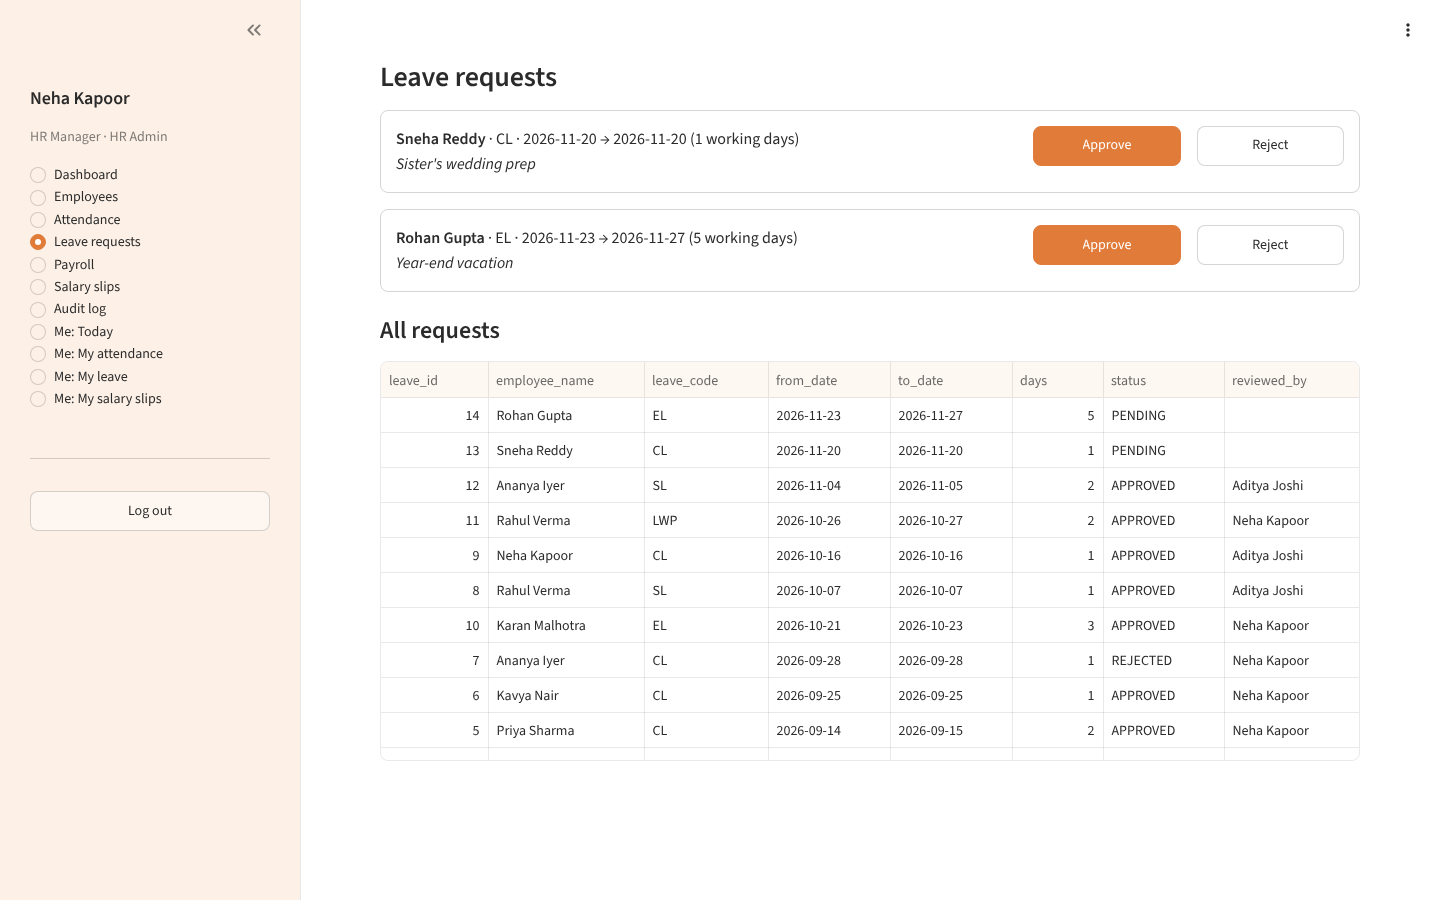 Neha Kapoor
HR Manager · HR Admin
Dashboard
Employees
Attendance
Leave requests
Payroll
Salary slips
Audit log
Me: Today
Me: My attendance
Me: My leave
Me: My salary slips
Log out
Leave requests
Sneha Reddy · CL · 2026-11-20 → 2026-11-20 (1 working days)
Sister's wedding prep
Approve
Reject
Rohan Gupta · EL · 2026-11-23 → 2026-11-27 (5 working days)
Year-end vacation
Approve
Reject
All requests
leave_id employee_name leave_code from_date to_date days status reviewed_by
14 Rohan Gupta EL 2026-11-23 2026-11-27 5 PENDING
13 Sneha Reddy CL 2026-11-20 2026-11-20 1 PENDING
12 Ananya Iyer SL 2026-11-04 2026-11-05 2 APPROVED Aditya Joshi
11 Rahul Verma LWP 2026-10-26 2026-10-27 2 APPROVED Neha Kapoor
9 Neha Kapoor CL 2026-10-16 2026-10-16 1 APPROVED Aditya Joshi
8 Rahul Verma SL 2026-10-07 2026-10-07 1 APPROVED Aditya Joshi
10 Karan Malhotra EL 2026-10-21 2026-10-23 3 APPROVED Neha Kapoor
7 Ananya Iyer CL 2026-09-28 2026-09-28 1 REJECTED Neha Kapoor
6 Kavya Nair CL 2026-09-25 2026-09-25 1 APPROVED Neha Kapoor
5 Priya Sharma CL 2026-09-14 2026-09-15 2 APPROVED Neha Kapoor